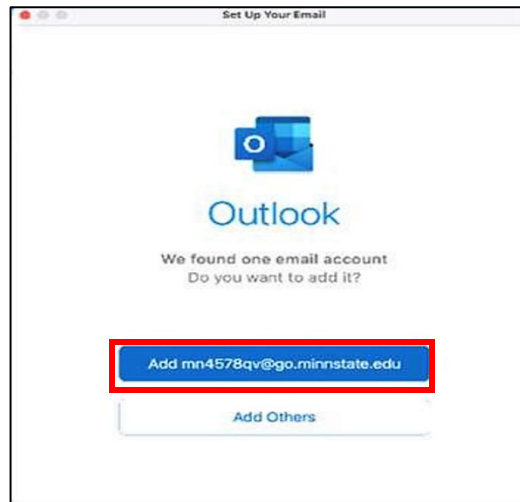 Set Up Your Email
O
Outlook
We found one email account
Do you want to add it?
Add mn4578qv@go.minnstate.edu
Add Others